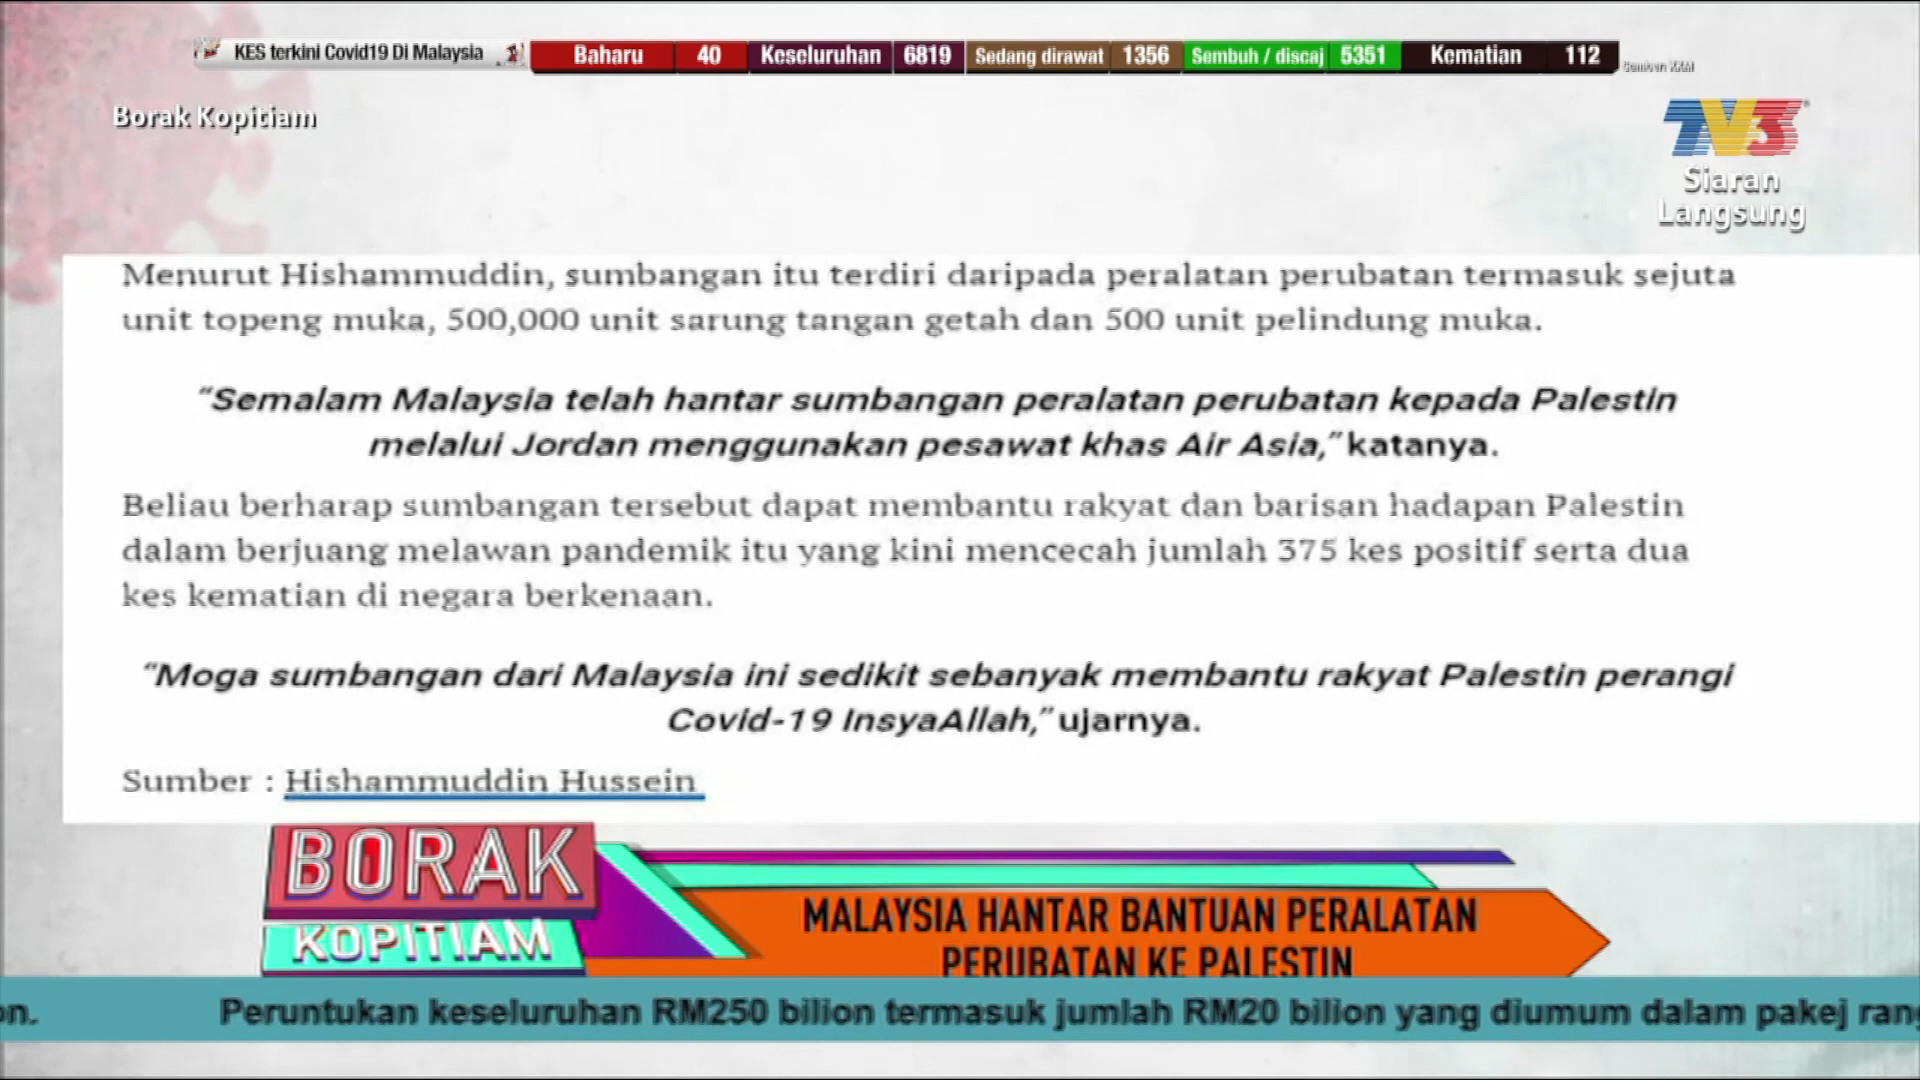 KES terkini Covid19 Di Malaysia Baharu 40 Keseluruhan 6819 Sedang dirawat 1356 Sembuh / discaj 5351 Kematian 112
Sumber: KKM
Borak Kopitiam
TV3
Siaran
Langsung
Menurut Hishammuddin, sumbangan itu terdiri daripada peralatan perubatan termasuk sejuta
unit topeng muka, 500,000 unit sarung tangan getah dan 500 unit pelindung muka.
“Semalam Malaysia telah hantar sumbangan peralatan perubatan kepada Palestin
melalui Jordan menggunakan pesawat khas Air Asia,” katanya.
Beliau berharap sumbangan tersebut dapat membantu rakyat dan barisan hadapan Palestin
dalam berjuang melawan pandemik itu yang kini mencecah jumlah 375 kes positif serta dua
kes kematian di negara berkenaan.
“Moga sumbangan dari Malaysia ini sedikit sebanyak membantu rakyat Palestin perangi
Covid-19 InsyaAllah,” ujarnya.
Sumber : Hishammuddin Hussein
BORAK
KOPITIAM
MALAYSIA HANTAR BANTUAN PERALATAN
PERUBATAN KE PALESTIN
on. Peruntukan keseluruhan RM250 bilion termasuk jumlah RM20 bilion yang diumum dalam pakej rang